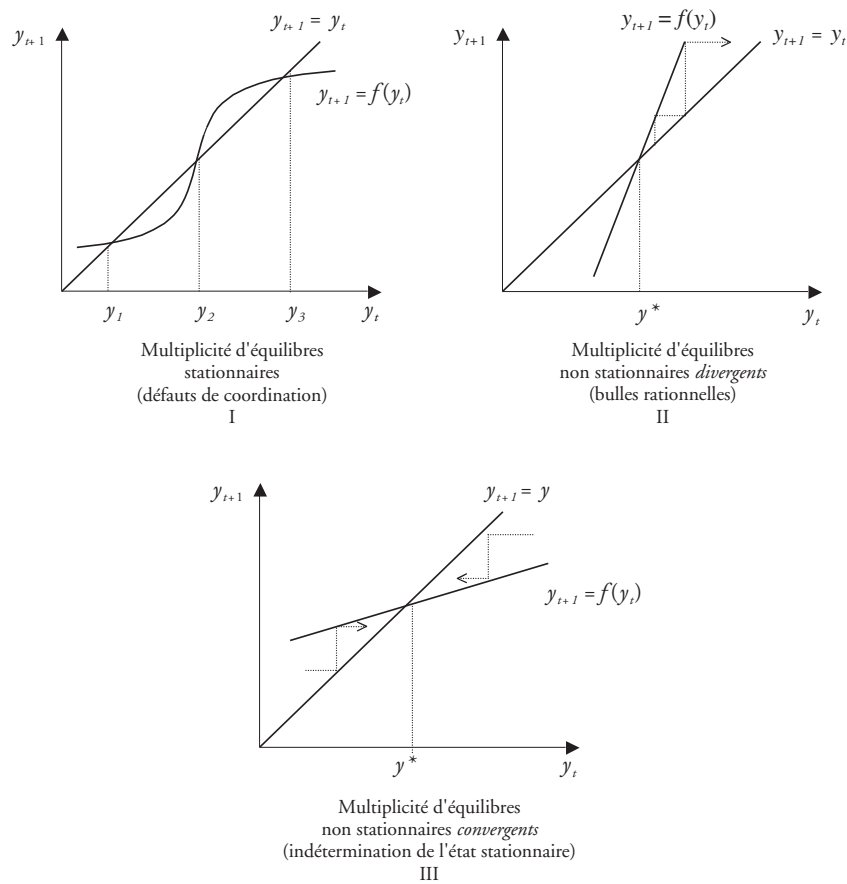 y_{t+1}
y_{t+1} = y_t
y_{t+1} = f(y_t)
y_1
y_2
y_3
y_t
Multiplicité d'équilibres
stationnaires
(défauts de coordination)
I
y_{t+1}
y_{t+1} = f(y_t)
y_{t+1} = y_t
y*
y_t
Multiplicité d'équilibres
non stationnaires divergents
(bulles rationnelles)
II
y_{t+1}
y_{t+1} = y
y_{t+1} = f(y_t)
y*
y_t
Multiplicité d'équilibres
non stationnaires convergents
(indétermination de l'état stationnaire)
III